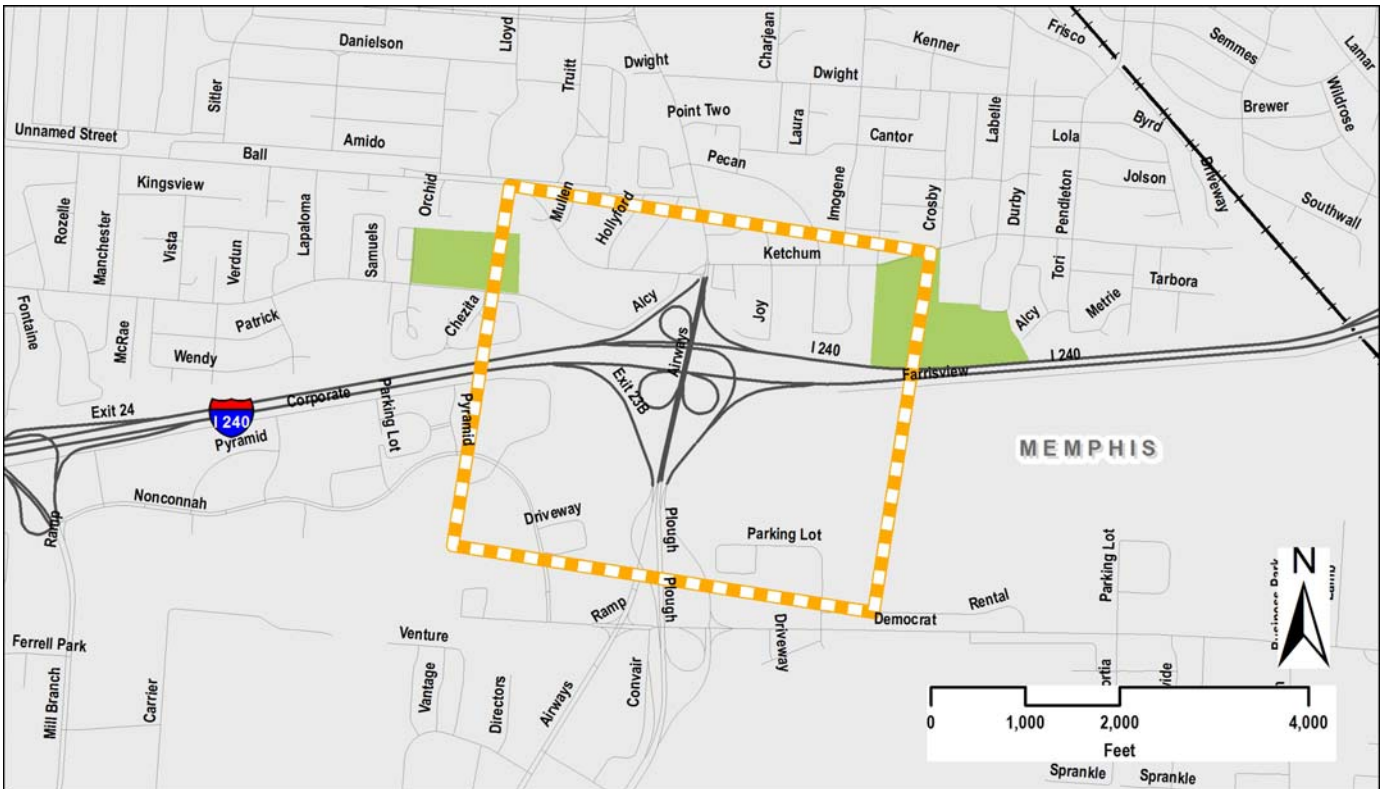 Lloyd
Charjean
Frisco
Semmes
Lamar
Danielson
Kenner
Truitt
Dwight
Dwight
Sitler
Wildrose
Brewer
Point Two
Laura
Labelle
Byrd
Unnamed Street
Amido
Cantor
Lola
Ball
Pecan
Driveway
Kingsview
Orchid
Mullen
Hollyford
Imogene
Crosby
Durby
Pendleton
Jolson
Rozelle
Manchester
Vista
Verdun
Lapaloma
Samuels
Southwall
Ketchum
Tori
Tarbora
Fontaine
McRae
Patrick
Chezita
Alcy
Joy
Alcy
Metrie
Wendy
Airways
I 240
I 240
Farrisview
Exit 24
I 240
Corporate
Parking Lot
Pyramid
Exit 23B
Pyramid
MEMPHIS
Nonconnah
Driveway
Ramp
Plough
Parking Lot
Parking Lot
N
Business Park
Lamb
Ramp
Plough
Rental
Democrat
Driveway
Ferrell Park
Venture
Mill Branch
Carrier
Vantage
Directors
Airways
Convair
ortia
vide
0 1,000 2,000 4,000
Feet
Sprankle
Sprankle